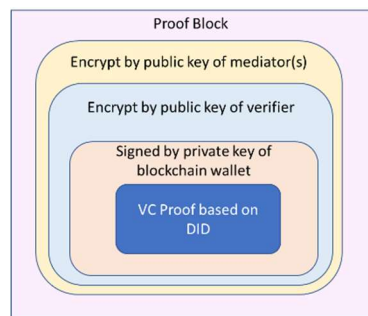 Proof Block
Encrypt by public key of mediator(s)
Encrypt by public key of verifier
Signed by private key of
blockchain wallet
VC Proof based on
DID